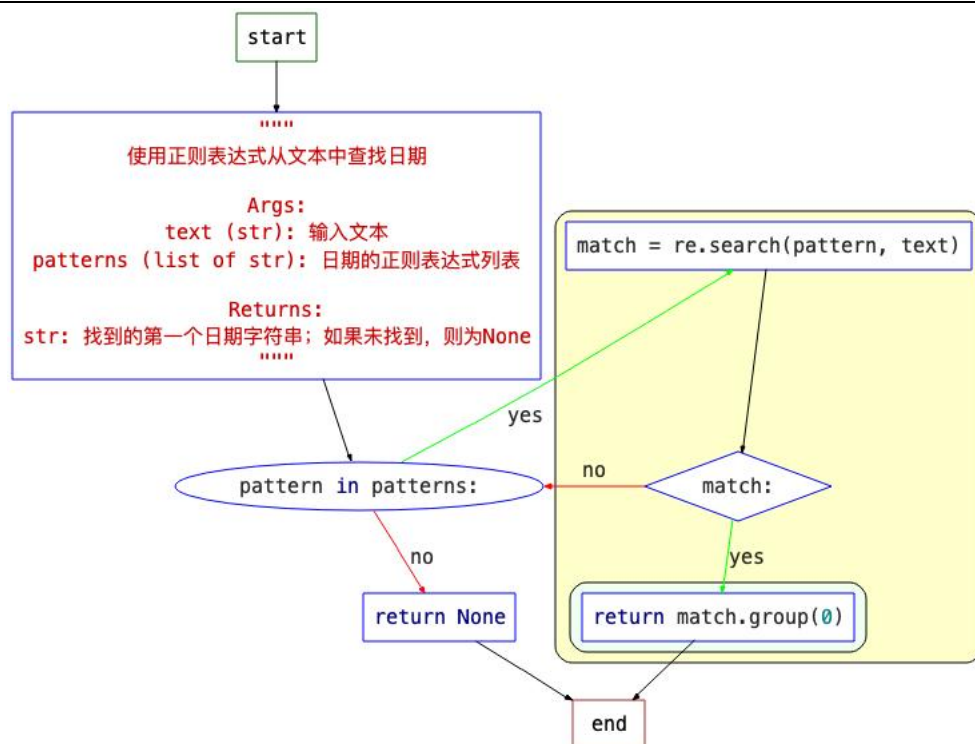 start
"""
使用正则表达式从文本中查找日期
Args:
text (str): 输入文本
patterns (list of str): 日期的正则表达式列表
Returns:
str: 找到的第一个日期字符串；如果未找到，则为None
"""
match = re.search(pattern, text)
yes
pattern in patterns:
no
match:
no
yes
return None
return match.group(0)
end